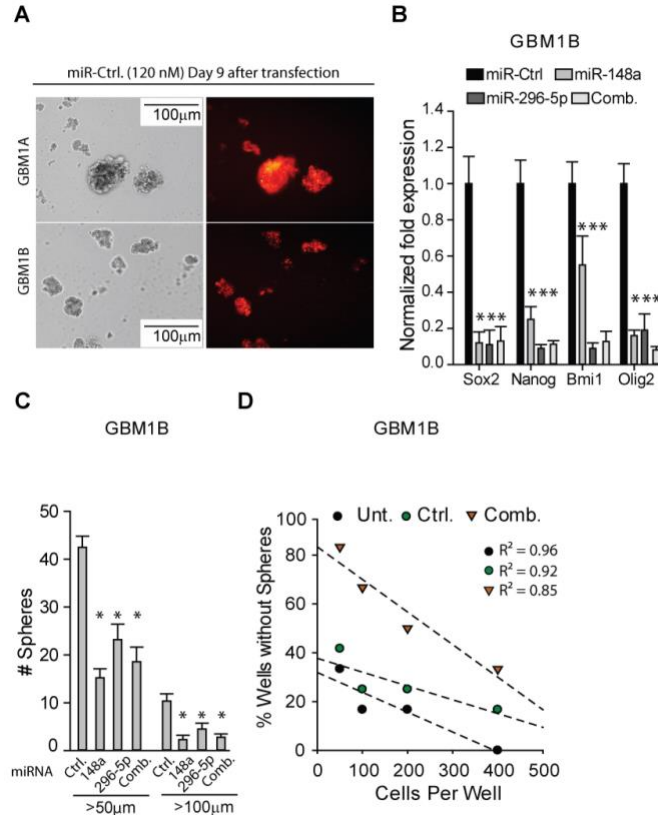 A
miR-Ctrl. (120 nM) Day 9 after transfection
GBM1A
100μm
GBM1B
100μm
B
GBM1B
miR-Ctrl miR-148a
miR-296-5p Comb.
Normalized fold expression
1.4
1.2
1.0
0.8
0.6
0.4
0.2
0.0
***
***
***
***
Sox2 Nanog Bmi1 Olig2
C
GBM1B
# Spheres
50
40
30
20
10
0
* * *
* * *
miRNA
Ctrl. 148a 296-5p Comb. Ctrl. 148a 296-5p Comb.
>50μm >100μm
D
GBM1B
Unt. Ctrl. Comb.
R² = 0.96
R² = 0.92
R² = 0.85
% Wells without Spheres
100
80
60
40
20
0
0 100 200 300 400 500
Cells Per Well